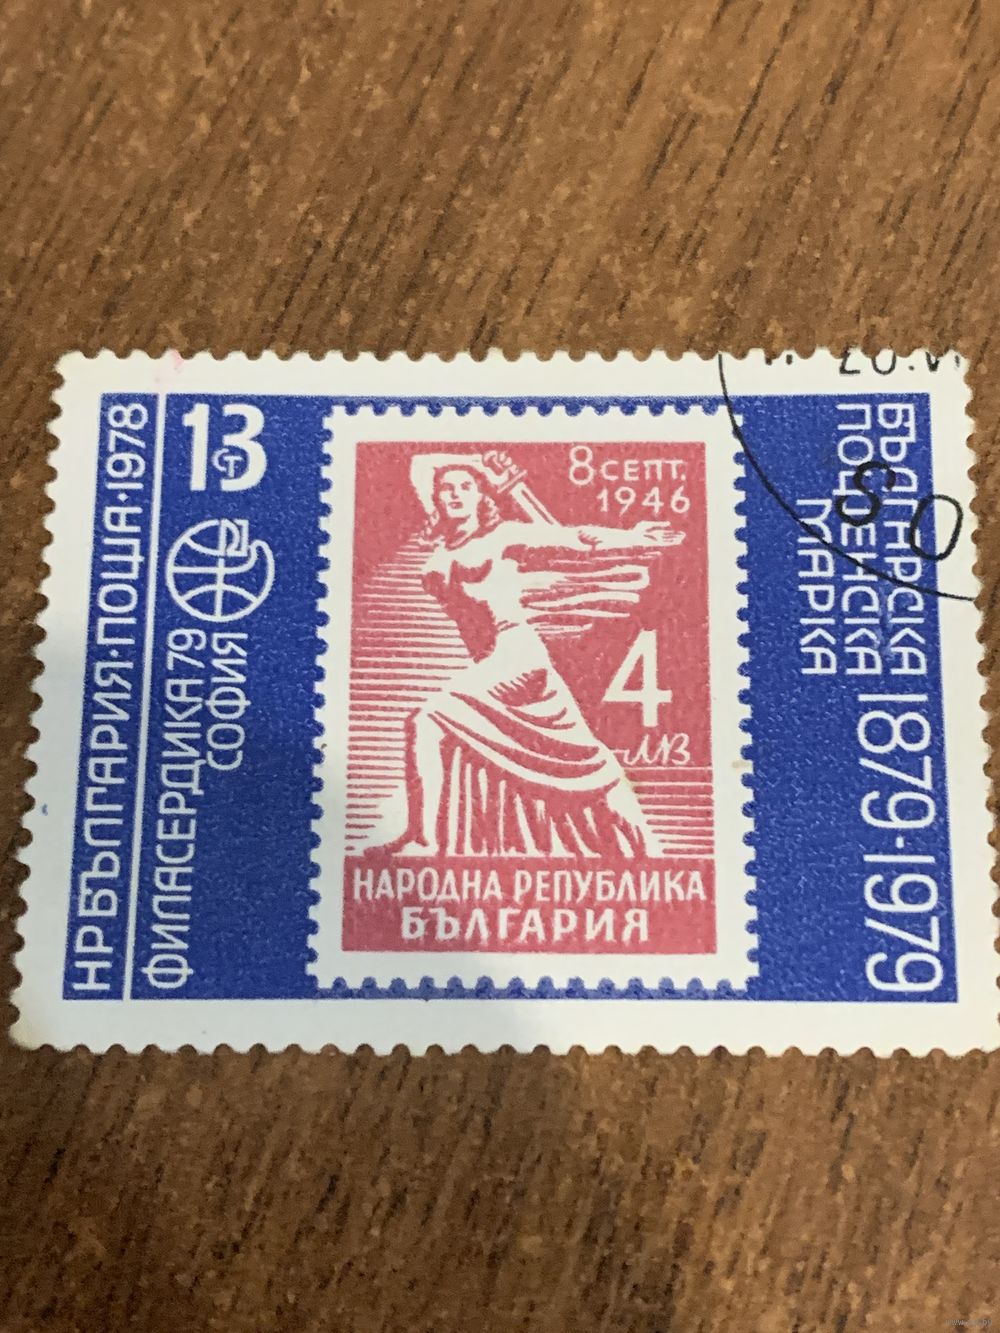 НР БЪЛГАРИЯ·ПОЩА·1978
13
СТ
ФИЛАСЕРДИКА 79
СОФИЯ
8 СЕПТ.
1946
4
ЛВ
НАРОДНА РЕПУБЛИКА
БЪЛГАРИЯ
БЪЛГАРСКА 1879·1979
ПОЩЕНСКА
МАРКА
SO